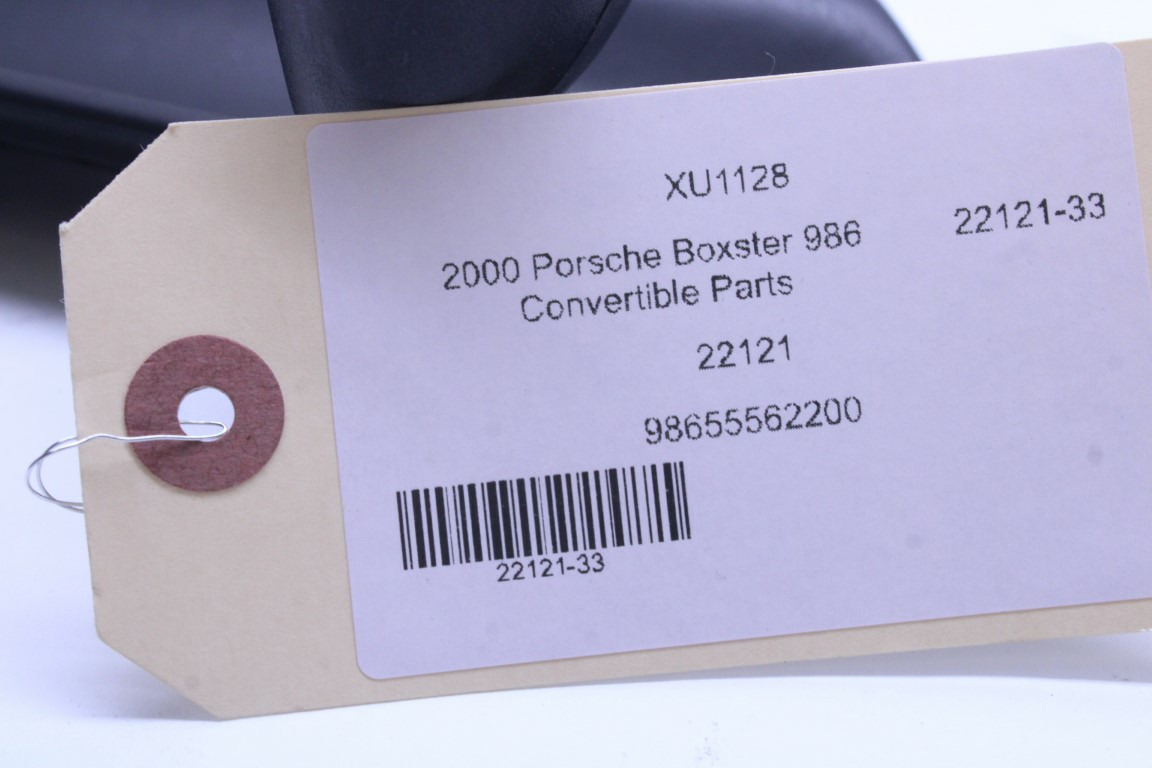 XU1128
22121-33
2000 Porsche Boxster 986
Convertible Parts
22121
98655562200
22121-33